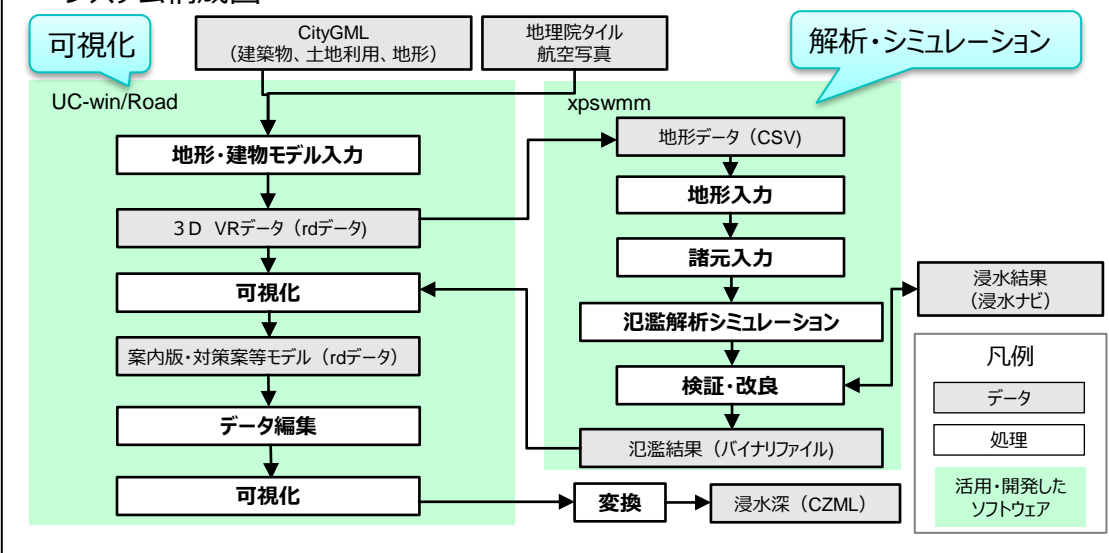 システム構成図
可視化
CityGML
(建築物、土地利用、地形)
地理院タイル
航空写真
解析・シミュレーション
UC-win/Road
地形・建物モデル入力
3D VRデータ(rdデータ)
可視化
案内版・対策案等モデル(rdデータ)
データ編集
可視化
xpswmm
地形データ(CSV)
地形入力
諸元入力
氾濫解析シミュレーション
検証・改良
氾濫結果(バイナリファイル)
変換
浸水深(CZML)
浸水結果
(浸水ナビ)
凡例
データ
処理
活用・開発した
ソフトウェア